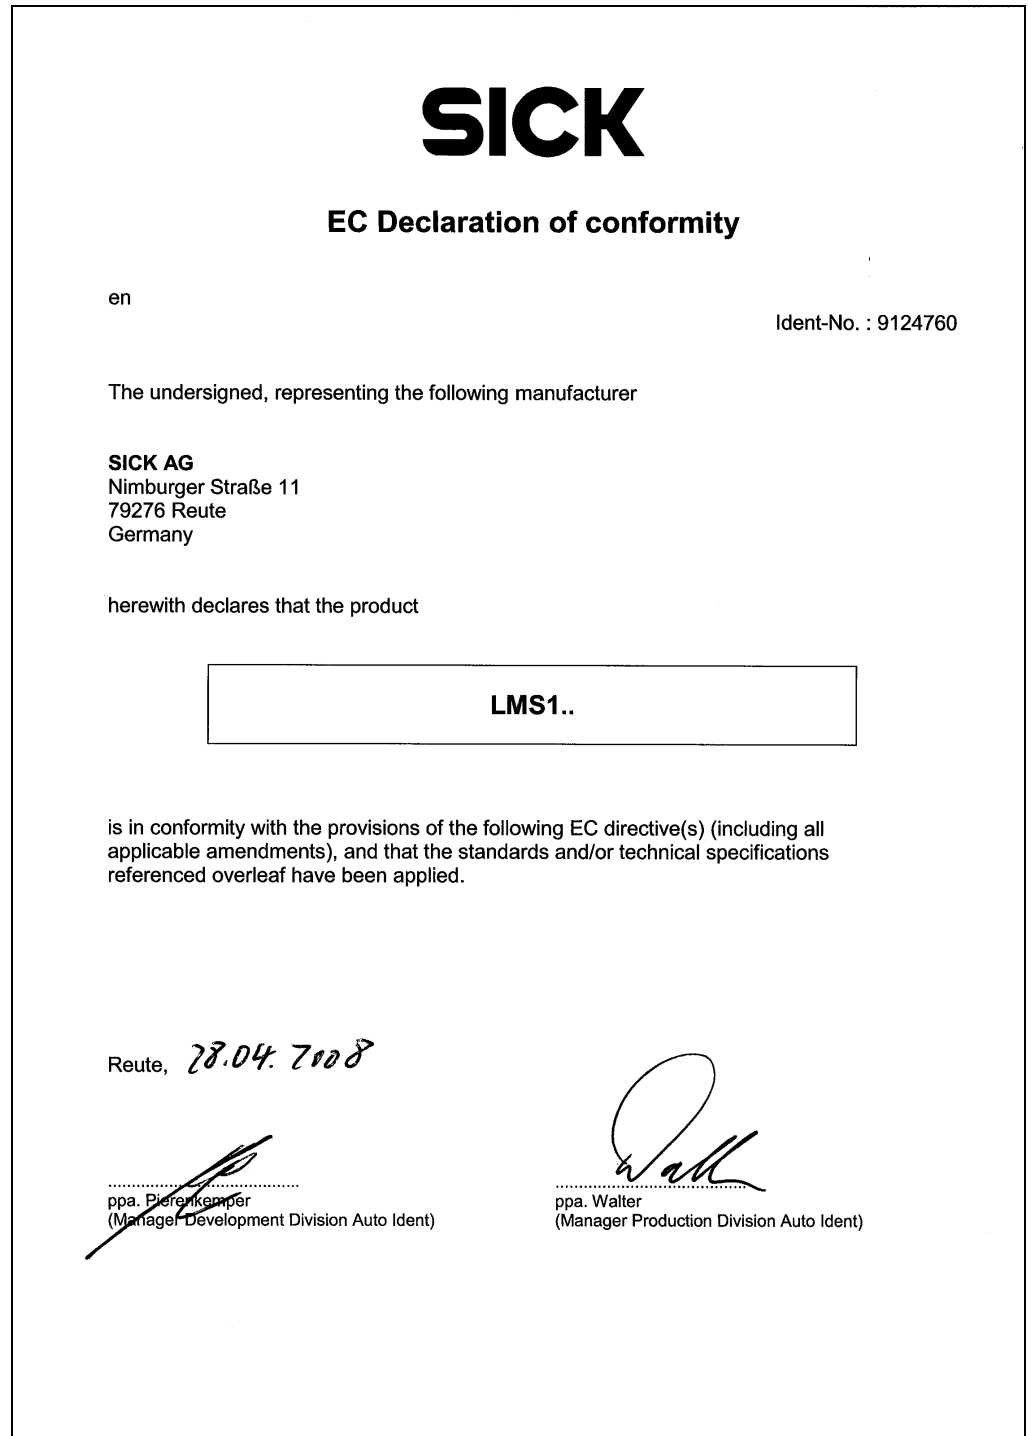 SICK
EC Declaration of conformity
en
Ident-No. : 9124760
The undersigned, representing the following manufacturer
SICK AG
Nimburger Straße 11
79276 Reute
Germany
herewith declares that the product
LMS1..
is in conformity with the provisions of the following EC directive(s) (including all
applicable amendments), and that the standards and/or technical specifications
referenced overleaf have been applied.
Reute, 28.04.2008
ppa. Pierenkemper
(Manager Development Division Auto Ident)
Walter
ppa. Walter
(Manager Production Division Auto Ident)